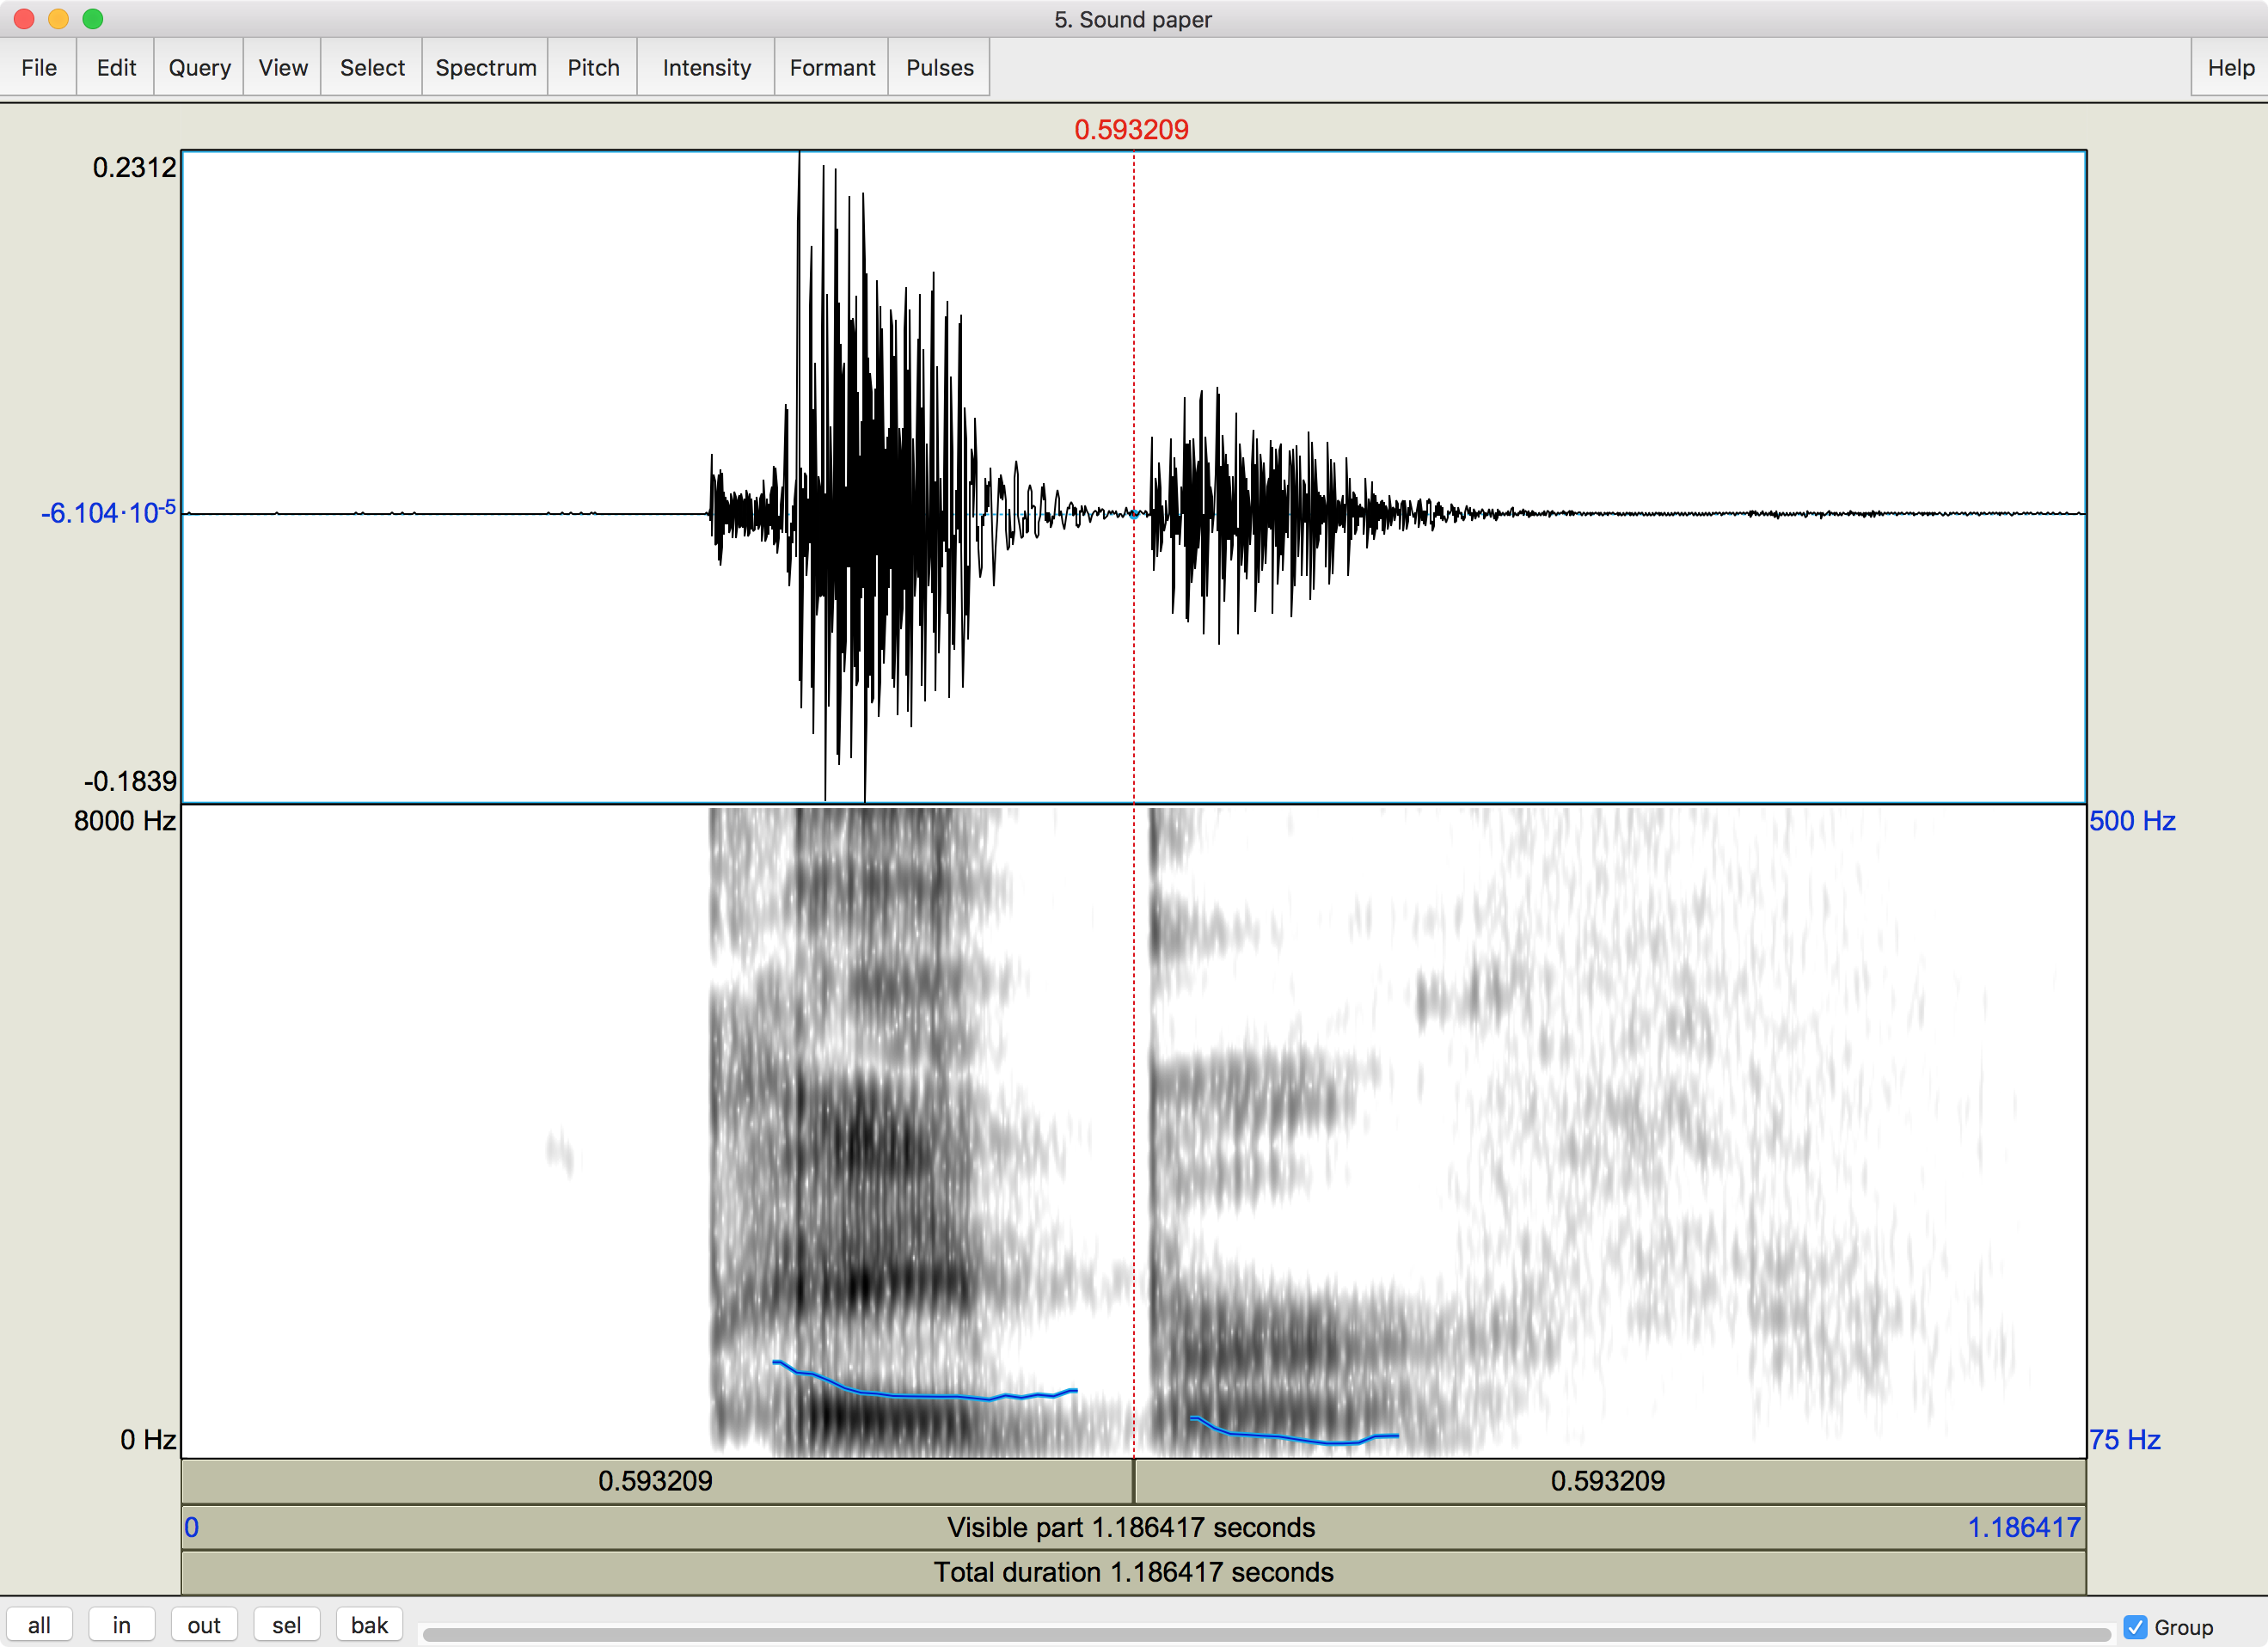 5. Sound paper
File Edit Query View Select Spectrum Pitch Intensity Formant Pulses Help
0.593209
0.2312
-6.104·10⁻⁵
-0.1839
8000 Hz 500 Hz
0 Hz 75 Hz
0.593209 0.593209
0 Visible part 1.186417 seconds 1.186417
Total duration 1.186417 seconds
all in out sel bak Group